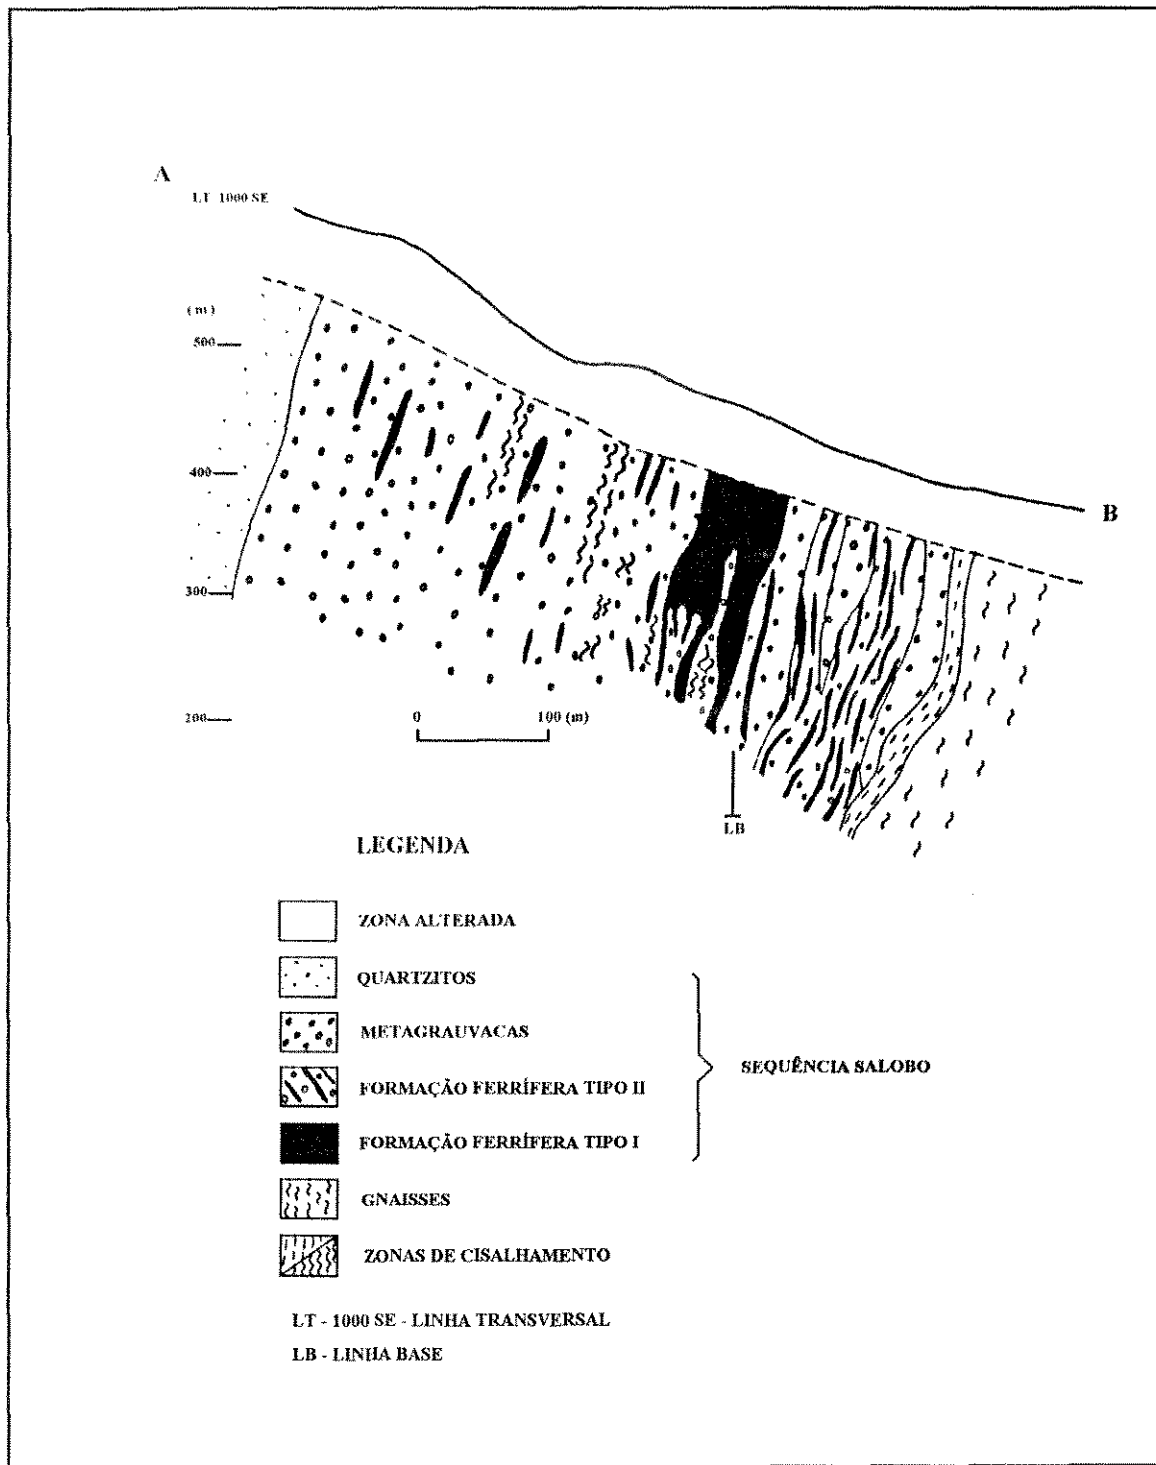 A
LT 1000 SE
(m)
500
400
B
300
200
0 100 (m)
LB
LEGENDA
ZONA ALTERADA
QUARTZITOS
METAGRAUVACAS
SEQUÊNCIA SALOBO
FORMAÇÃO FERRÍFERA TIPO II
FORMAÇÃO FERRÍFERA TIPO I
GNAISSES
ZONAS DE CISALHAMENTO
LT - 1000 SE - LINHA TRANSVERSAL
LB - LINHA BASE